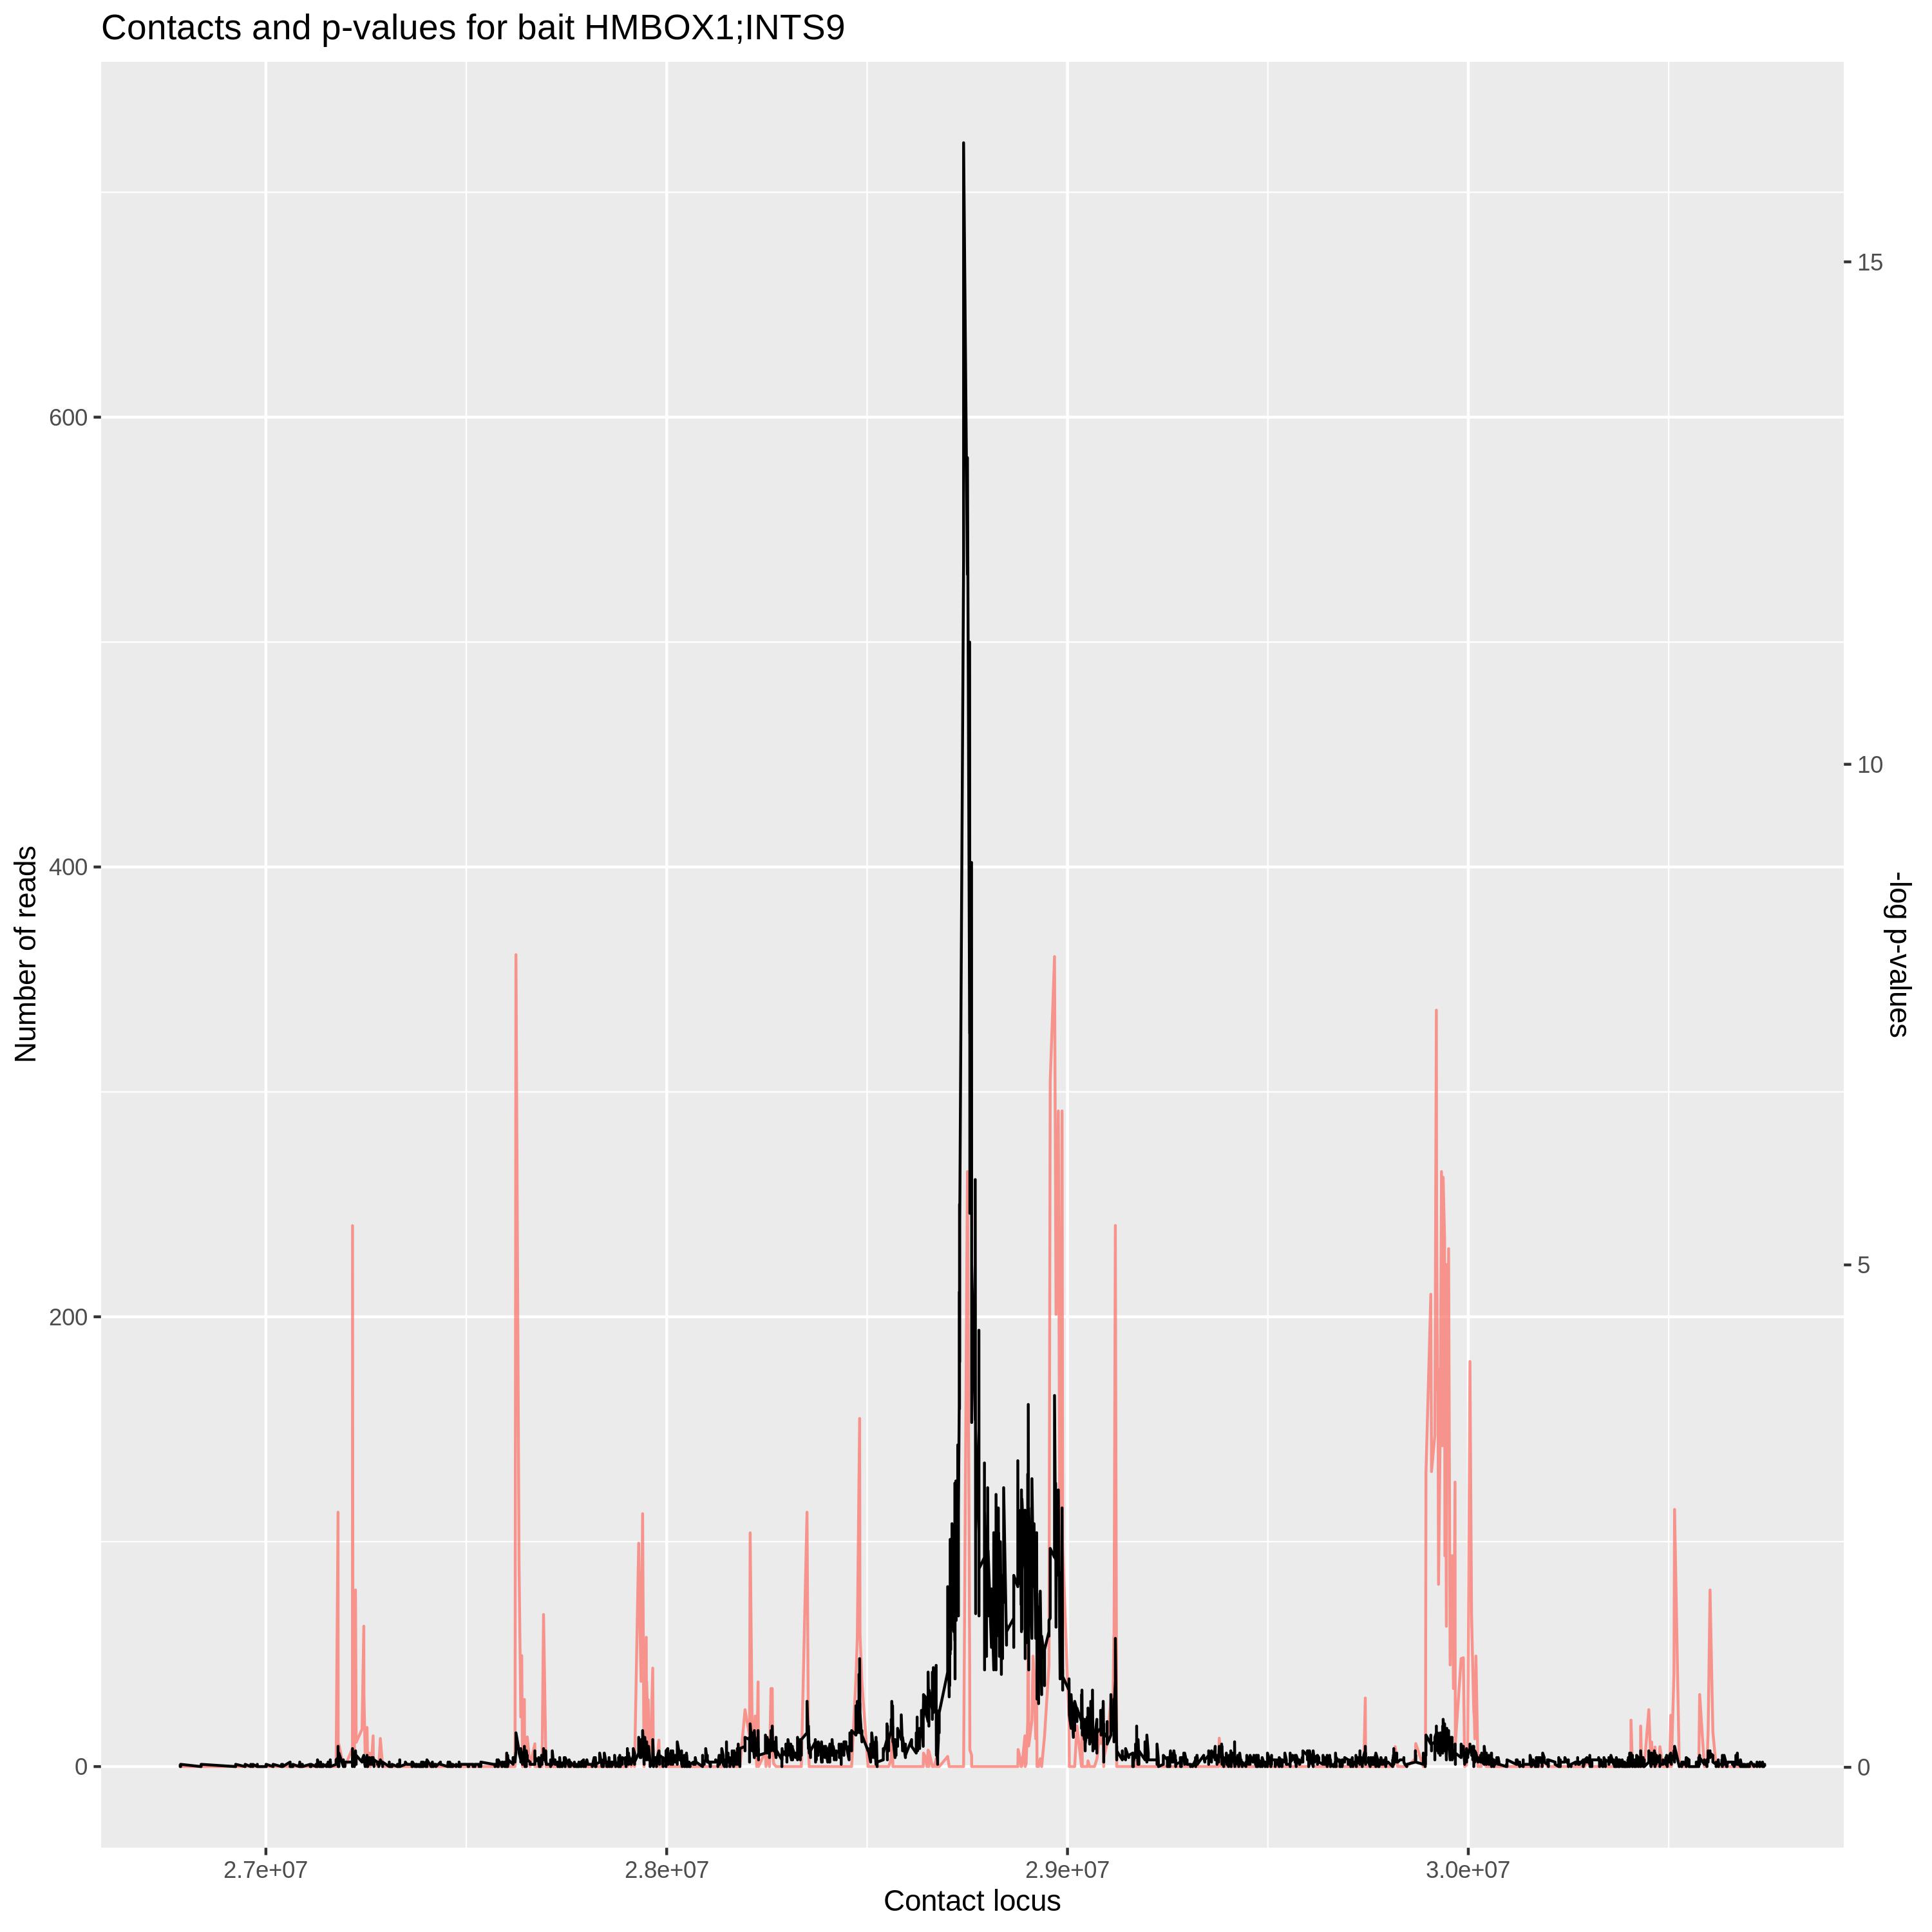 Contacts and p-values for bait HMBOX1;INTS9
Number of reads
600
400
200
0
15
10
5
0
-log p-values
2.7e+07
2.8e+07
2.9e+07
3.0e+07
Contact locus